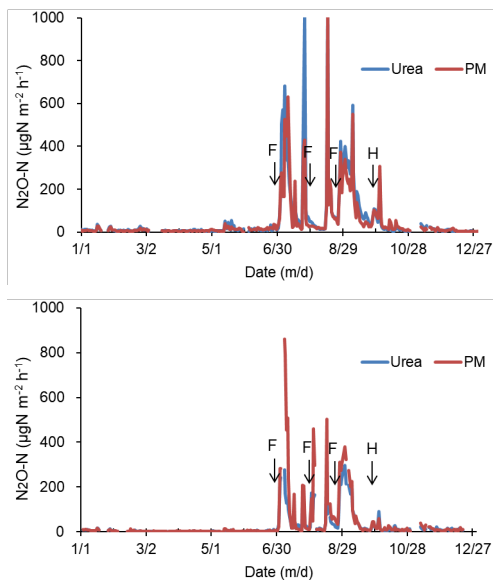 1000
Urea PM
800
600
400
200
0
N2O-N (µgN m⁻² h⁻¹)
F F F H
1/1 3/2 5/1 6/30 8/29 10/28 12/27
Date (m/d)
1000
Urea PM
800
600
400
200
0
N2O-N (µgN m⁻² h⁻¹)
F F F H
1/1 3/2 5/1 6/30 8/29 10/28 12/27
Date (m/d)